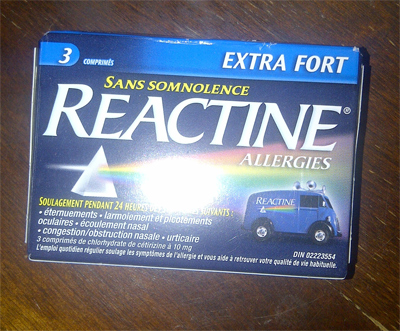 3 COMPRIMÉS EXTRA FORT
SANS SOMNOLENCE
REACTINE®
ALLERGIES
SOULAGEMENT PENDANT 24 HEURES SUIVANTS :
• éternuements • larmoiement et picotements
oculaires • écoulement nasal
• congestion/obstruction nasale • urticaire
3 comprimés de chlorhydrate de cétirizine à 10 mg
L'emploi quotidien régulier soulage les symptômes de l'allergie et vous aide à retrouver votre qualité de vie habituelle.
REACTINE
DIN 02223554